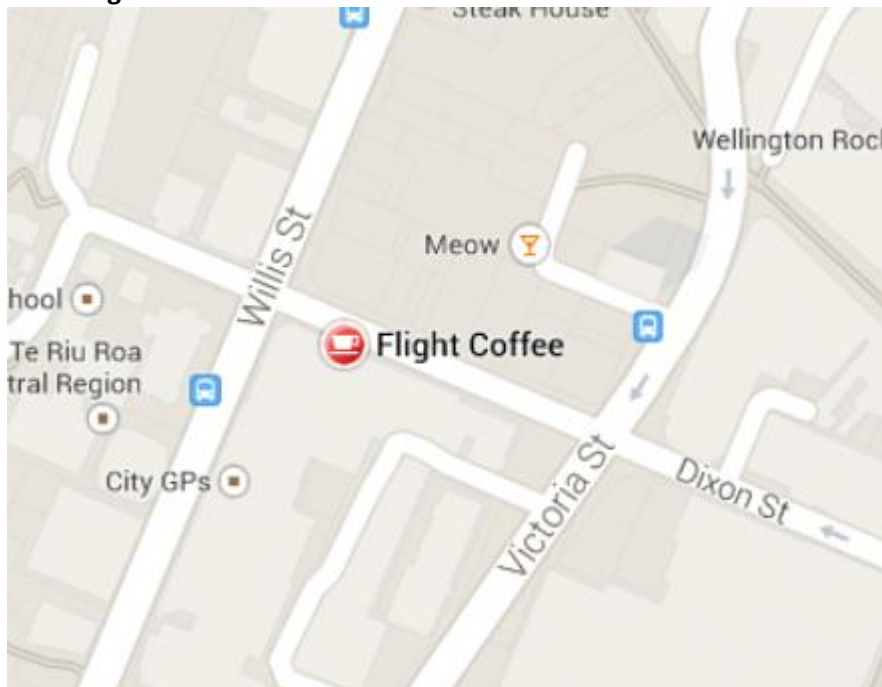 Steak House
Wellington Rock
Willis St
Meow
hool
Flight Coffee
Te Riu Roa
tral Region
City GPs
Victoria St
Dixon St